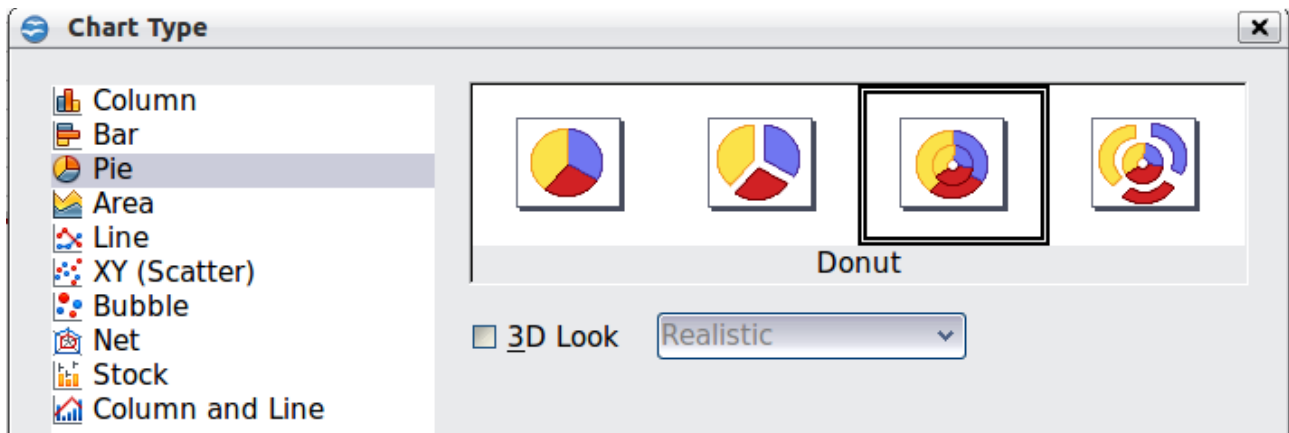 Chart Type
Column
Bar
Pie
Area
Line
XY (Scatter)
Bubble
Net
Stock
Column and Line
Donut
3D Look Realistic